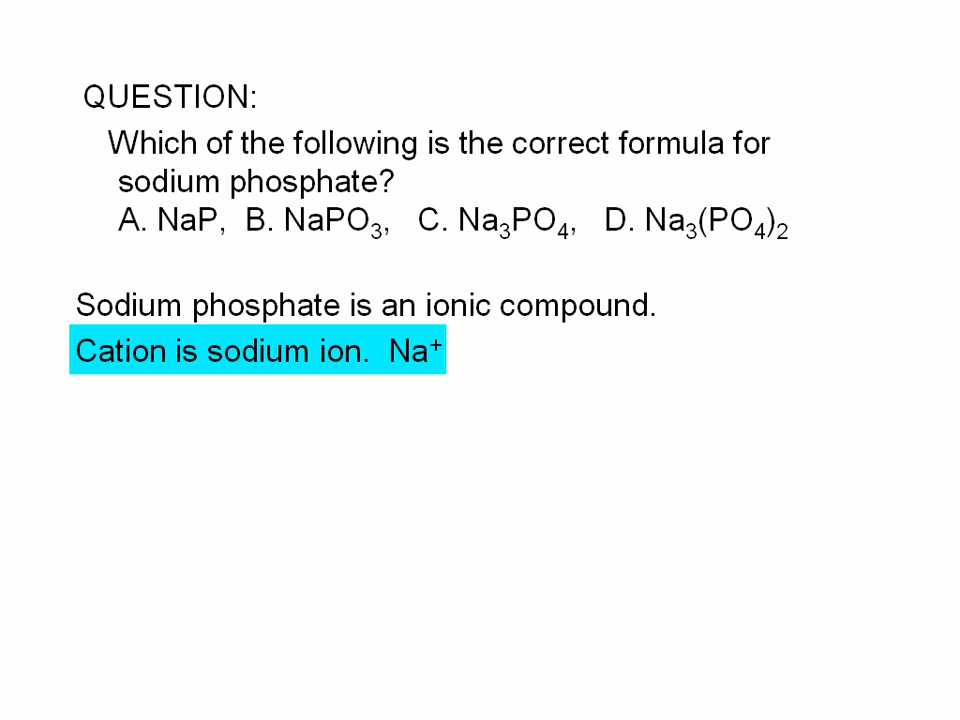 QUESTION:
Which of the following is the correct formula for
sodium phosphate?
A. NaP, B. NaPO₃, C. Na₃PO₄, D. Na₃(PO₄)₂
Sodium phosphate is an ionic compound.
Cation is sodium ion. Na⁺